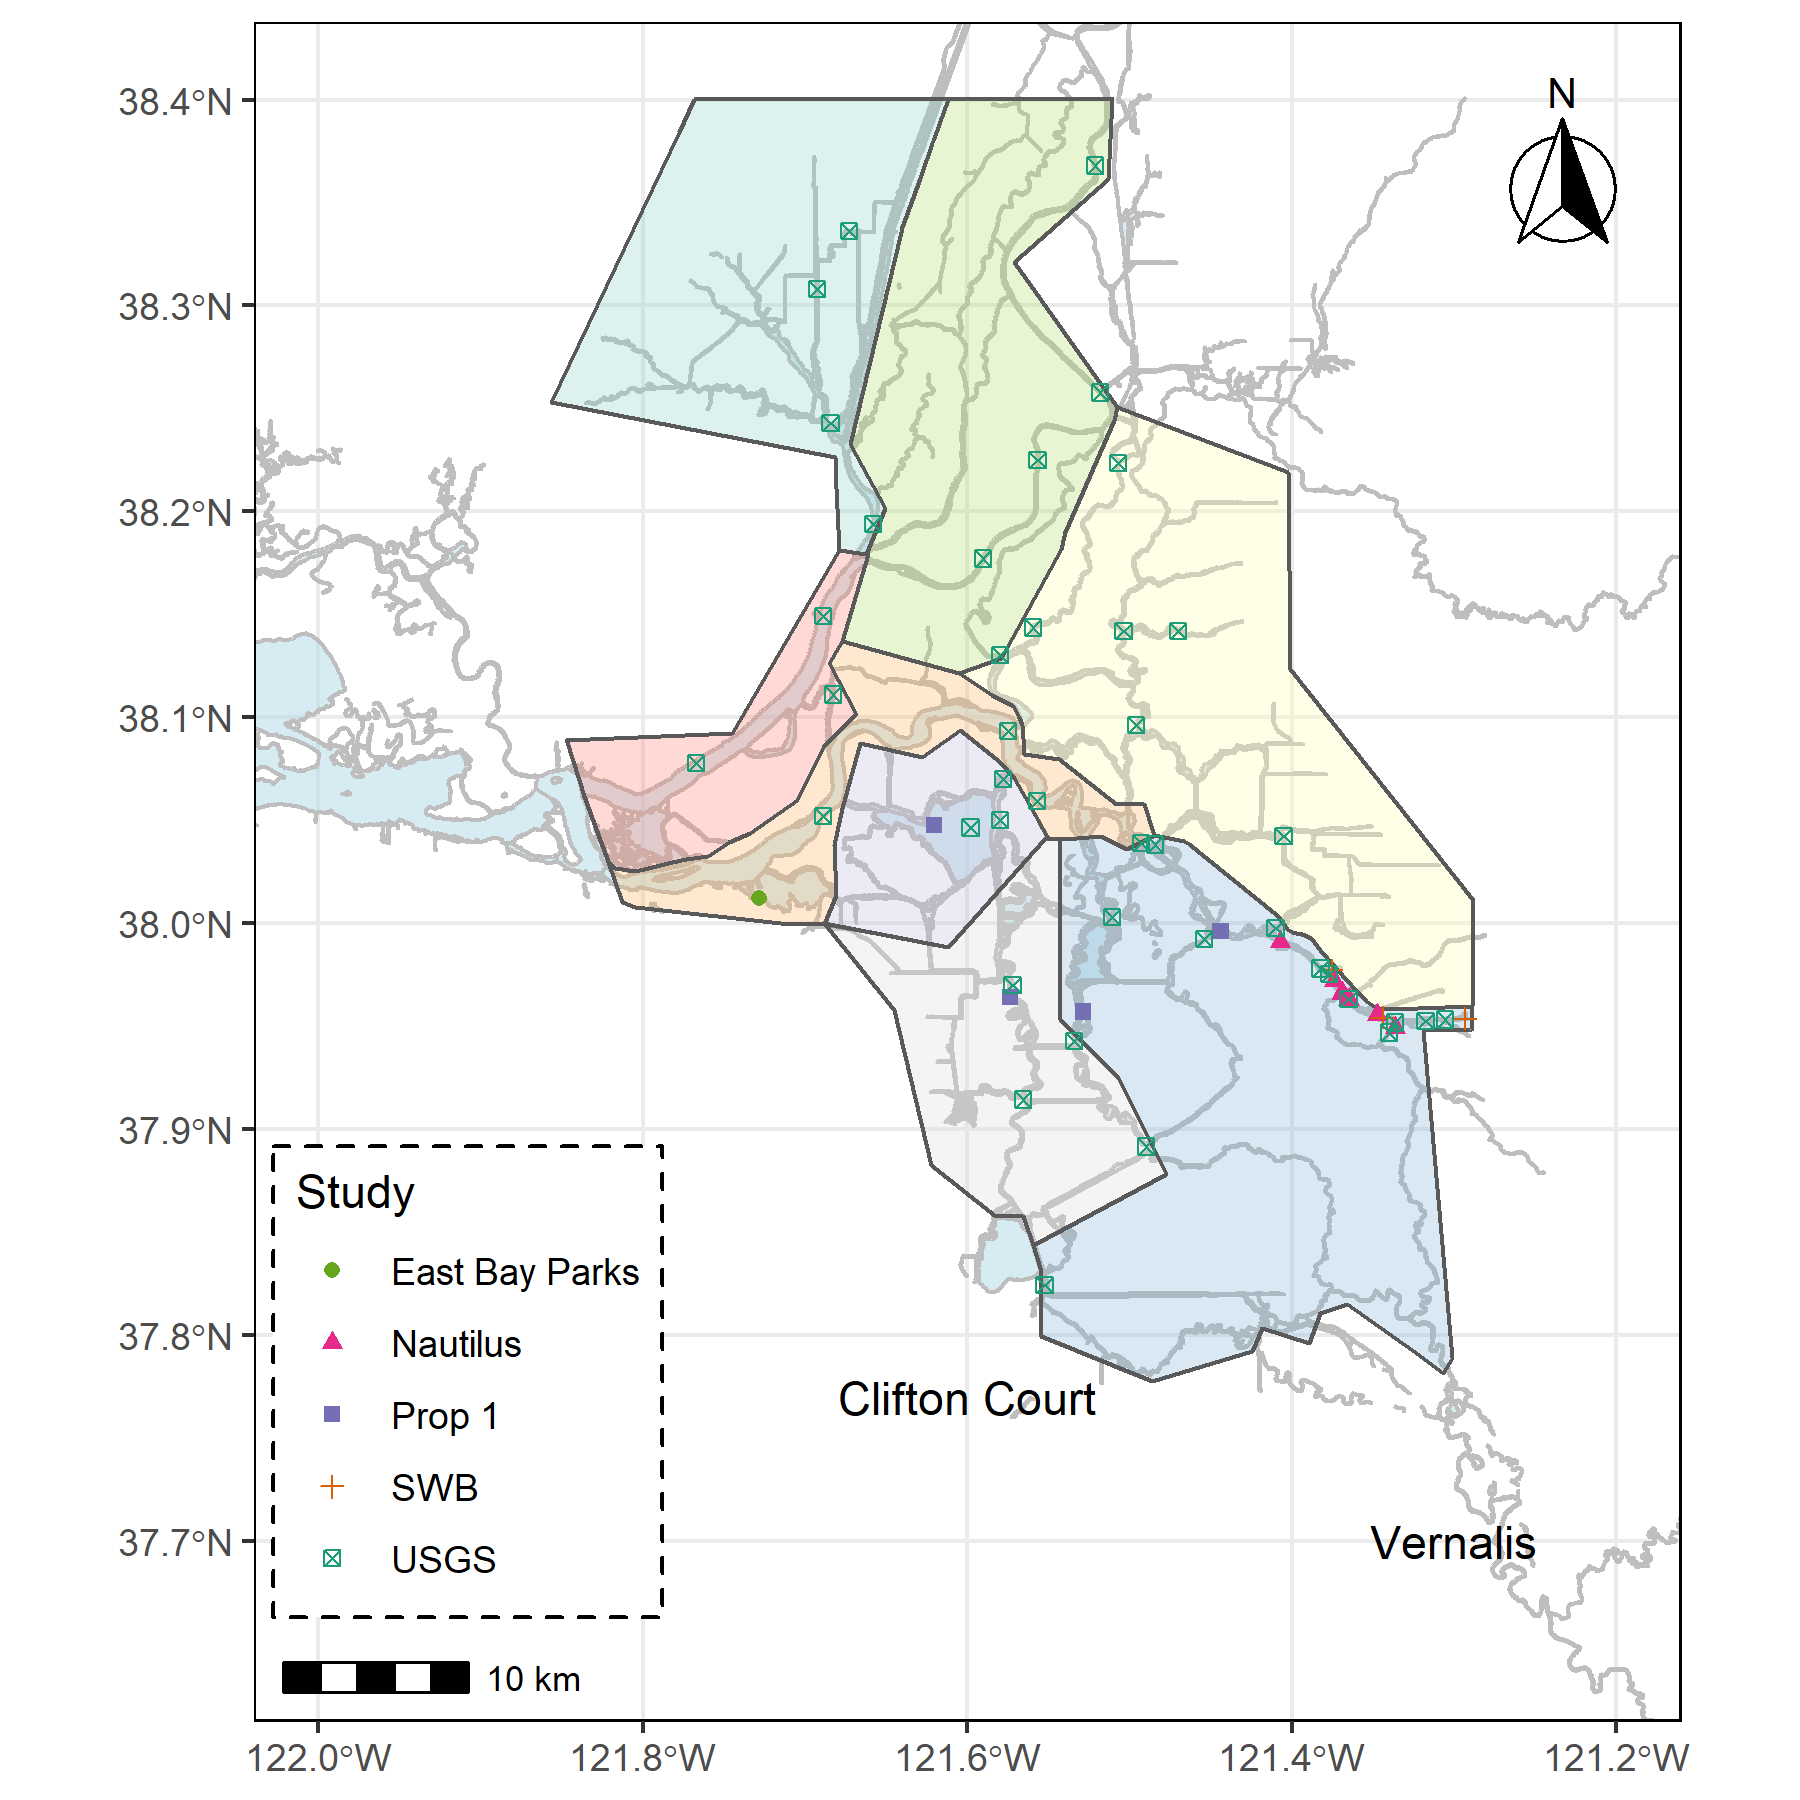 38.4°N
N
38.3°N
38.2°N
38.1°N
38.0°N
37.9°N
37.8°N
37.7°N
Clifton Court
Vernalis
Study
East Bay Parks
Nautilus
Prop 1
SWB
USGS
10 km
122.0°W 121.8°W 121.6°W 121.4°W 121.2°W